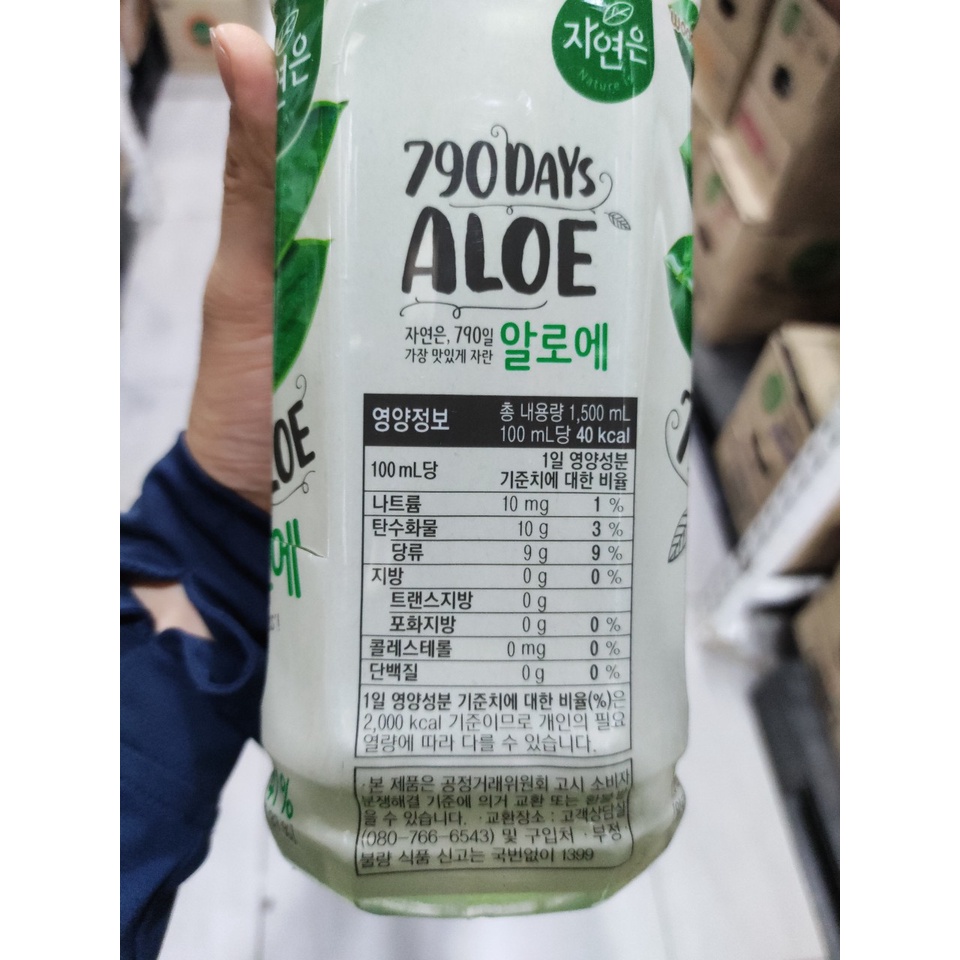 자연은
Nature is
연은
790 DAYS
ALOE
자연은, 790일
가장 맛있게 자란
알로에
영양정보
총 내용량 1,500 mL
100 mL당 40 kcal
100 mL당
1일 영양성분
기준치에 대한 비율
나트륨 10 mg 1 %
탄수화물 10 g 3 %
당류 9 g 9 %
지방 0 g 0 %
트랜스지방 0 g
포화지방 0 g 0 %
콜레스테롤 0 mg 0 %
단백질 0 g 0 %
1일 영양성분 기준치에 대한 비율(%)은
2,000 kcal 기준이므로 개인의 필요
열량에 따라 다를 수 있습니다.
·본 제품은 공정거래위원회 고시 소비자
분쟁해결 기준에 의거 교환 또는
을 수 있습니다. ·교환장소 : 고객상담실
(080-766-6543) 및 구입처 ·부정
불량 식품 신고는 국번없이 1399